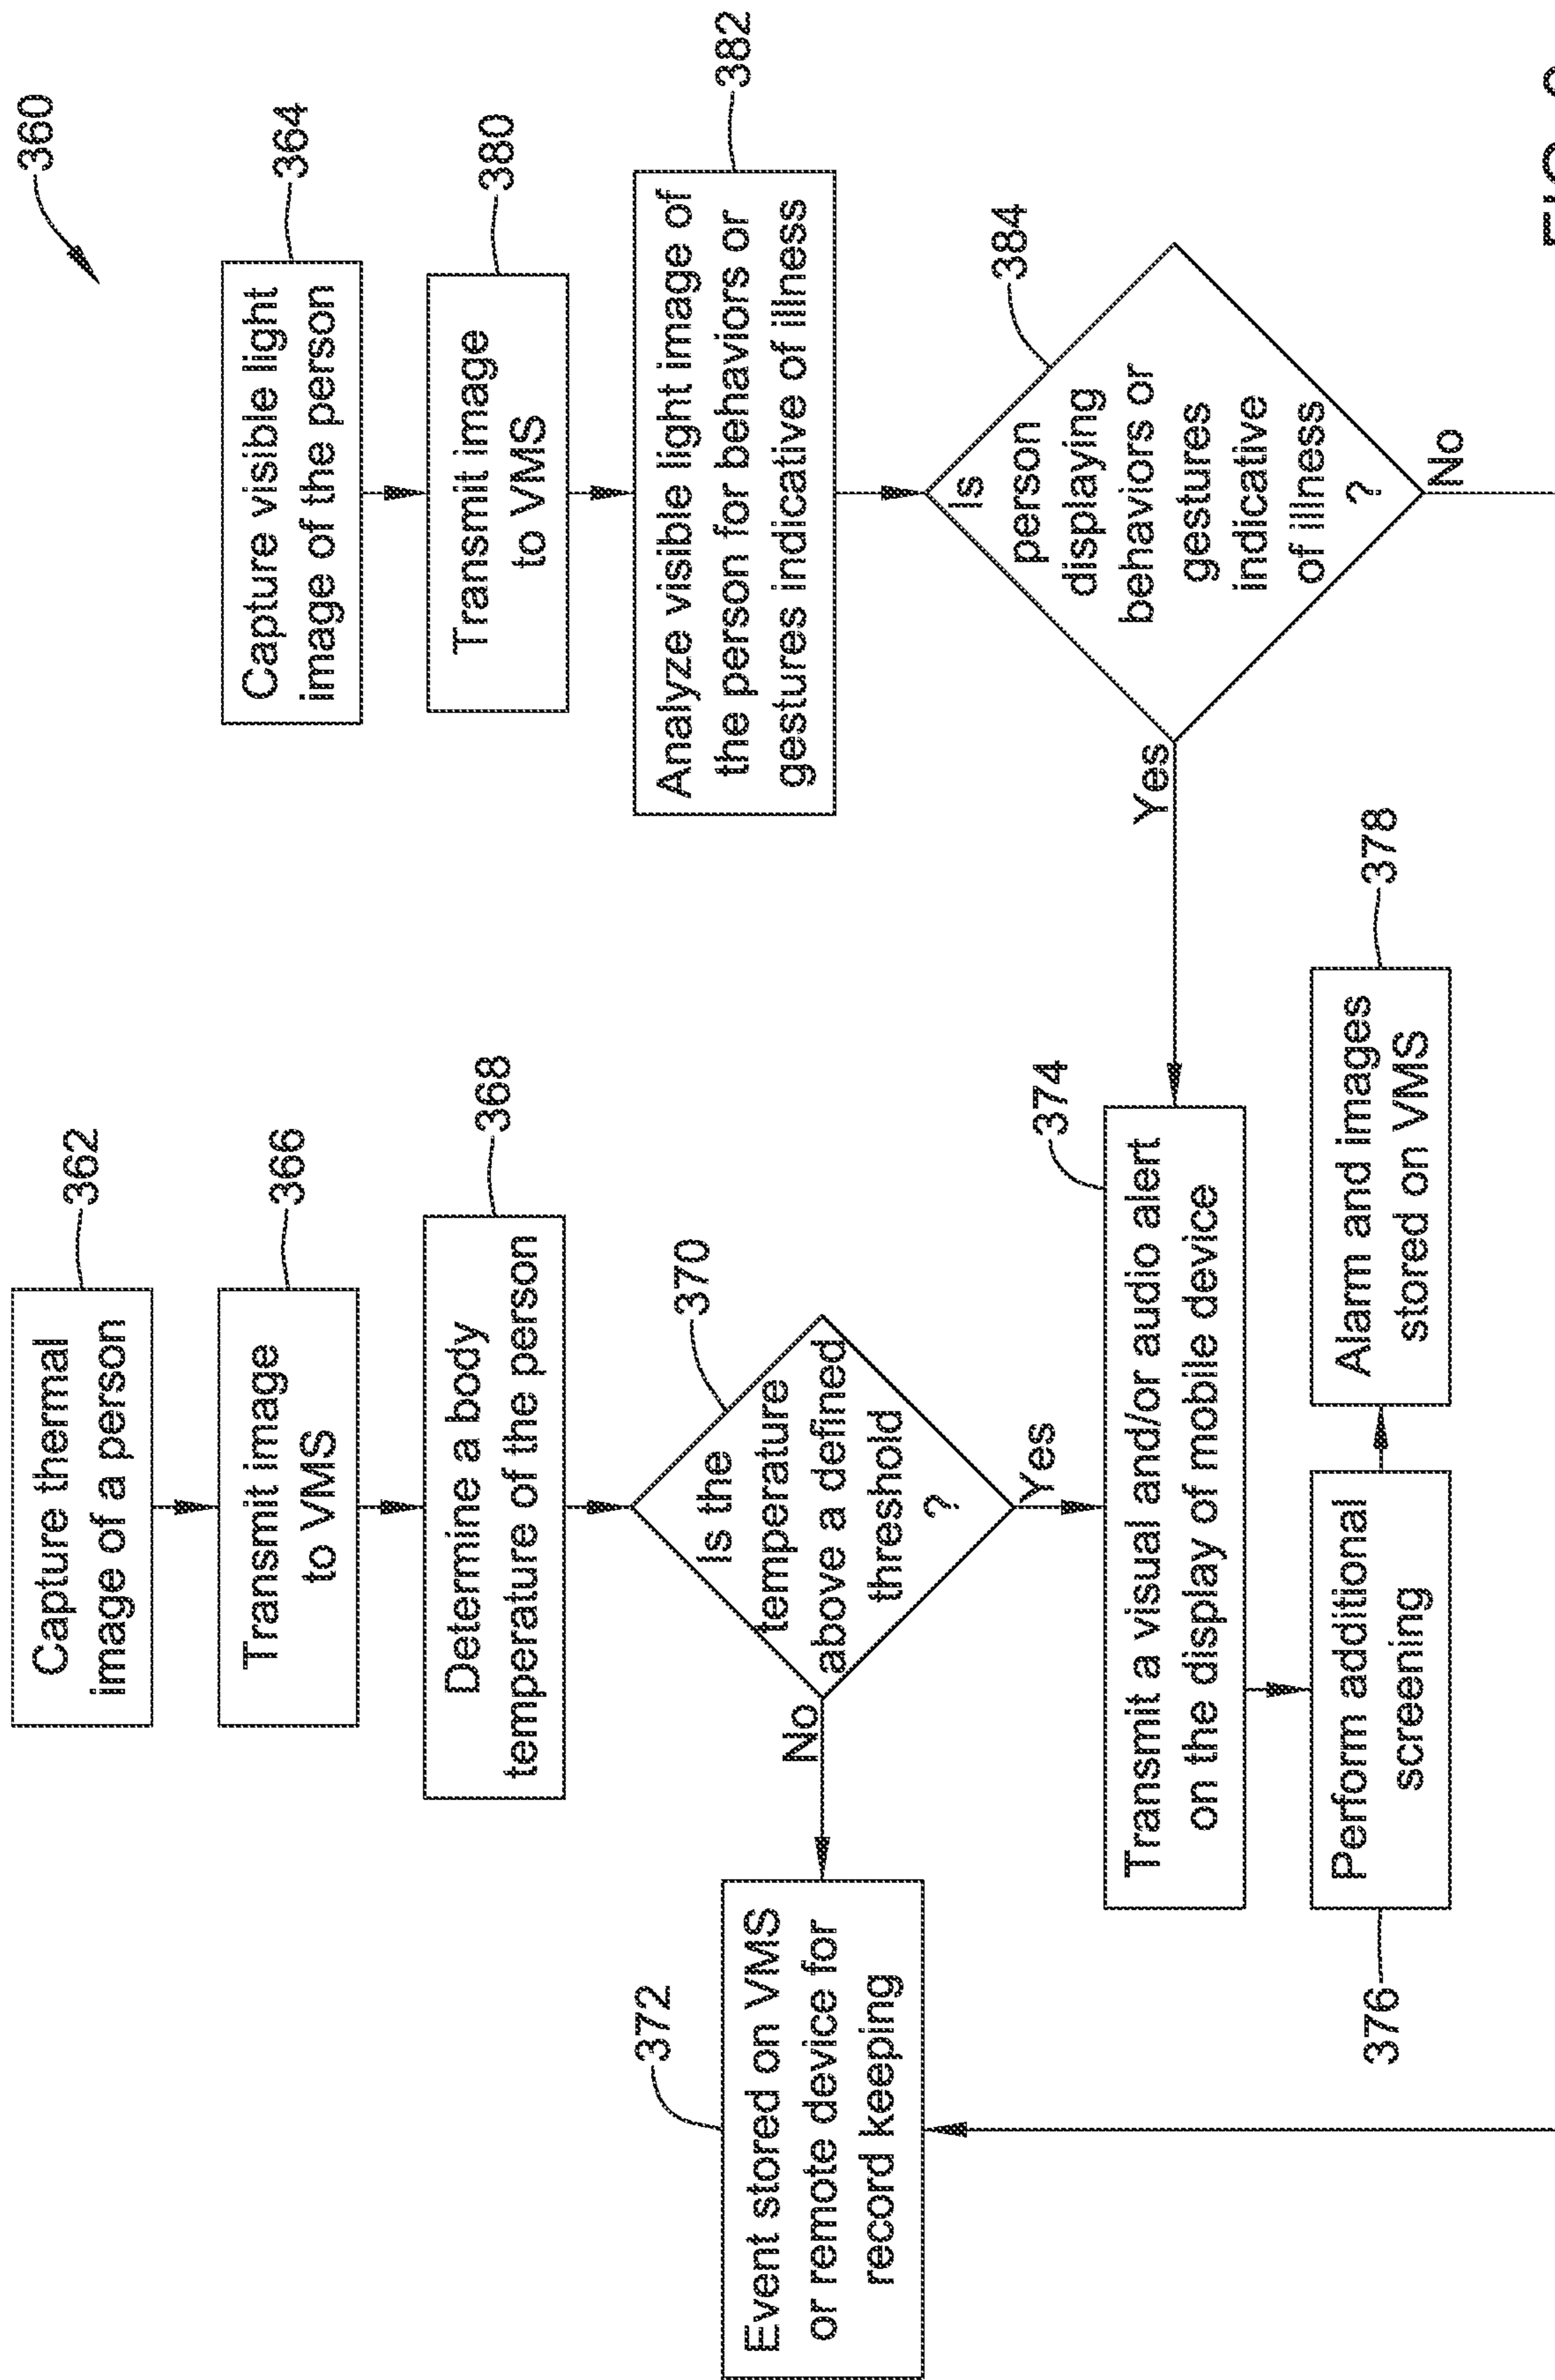 360
362
Capture thermal
image of a person
366
Transmit image
to VMS
368
Determine a body
temperature of the person
370
Is the
temperature
above a defined
threshold
?
No
Yes
372
Event stored on VMS
or remote device for
record keeping
374
Transmit a visual and/or audio alert
on the display of mobile device
376
Perform additional
screening
378
Alarm and images
stored on VMS
364
Capture visible light
image of the person
380
Transmit image
to VMS
382
Analyze visible light image of
the person for behaviors or
gestures indicative of illness
384
Is
person
displaying
behaviors or
gestures
indicative
of illness
?
Yes
No